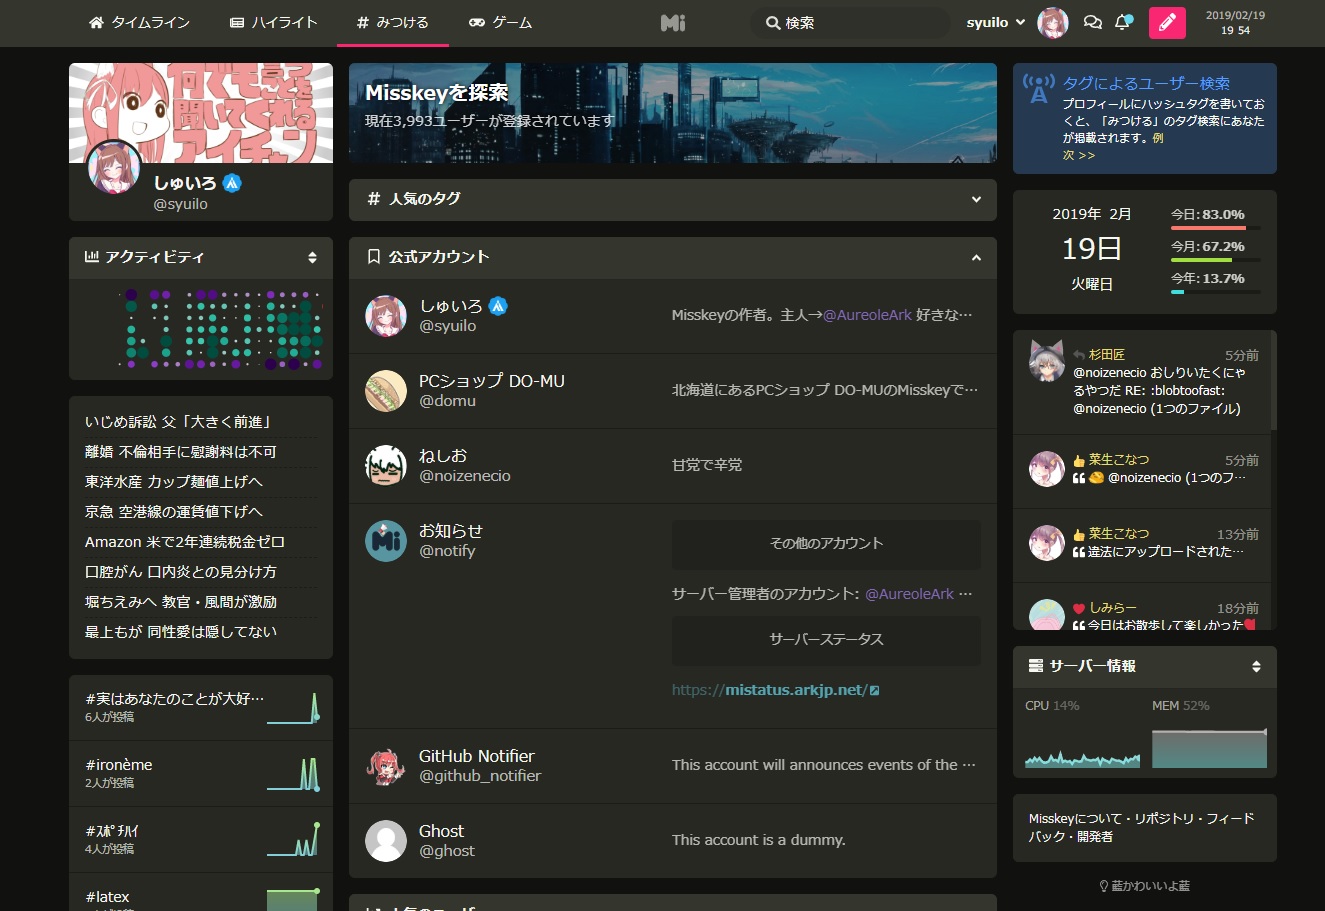 タイムライン
ハイライト
みつける
ゲーム
Mi
検索
syuilo
2019/02/19
19 54
何でも言うことを
聞いてくれる
アイチャン
しゅいろ
@syuilo
アクティビティ
いじめ訴訟 父「大きく前進」
離婚 不倫相手に慰謝料は不可
東洋水産 カップ麺値上げへ
京急 空港線の運賃値下げへ
Amazon 米で2年連続税金ゼロ
口腔がん 口内炎との見分け方
堀ちえみへ 教官・風間が激励
最上もが 同性愛は隠してない
#実はあなたのことが大好…
6人が投稿
#ironème
2人が投稿
#ｽﾎﾟﾁﾊｲ
4人が投稿
#latex
Misskeyを探索
現在3,993ユーザーが登録されています
# 人気のタグ
公式アカウント
しゅいろ
@syuilo
Misskeyの作者。主人→@AureoleArk 好きな…
PCショップ DO-MU
@domu
北海道にあるPCショップ DO-MUのMisskeyで…
ねしお
@noizenecio
甘党で辛党
お知らせ
@notify
その他のアカウント
サーバー管理者のアカウント: @AureoleArk …
サーバーステータス
https://mistatus.arkjp.net/
GitHub Notifier
@github_notifier
This account will announces events of the …
Ghost
@ghost
This account is a dummy.
タグによるユーザー検索
プロフィールにハッシュタグを書いてお
くと、「みつける」のタグ検索にあなた
が掲載されます。例
次 >>
2019年 2月
19日
火曜日
今日: 83.0%
今月: 67.2%
今年: 13.7%
杉田匠 5分前
@noizenecio おしりいたくにゃ
るやつだ RE: :blobtoofast:
@noizenecio (1つのファイル)
菜生こなつ 5分前
@noizenecio (1つのフ…
菜生こなつ 13分前
違法にアップロードされた…
しみらー 18分前
今日はお散歩して楽しかった
サーバー情報
CPU 14%
MEM 52%
Misskeyについて・リポジトリ・フィード
バック・開発者
藍かわいいよ藍